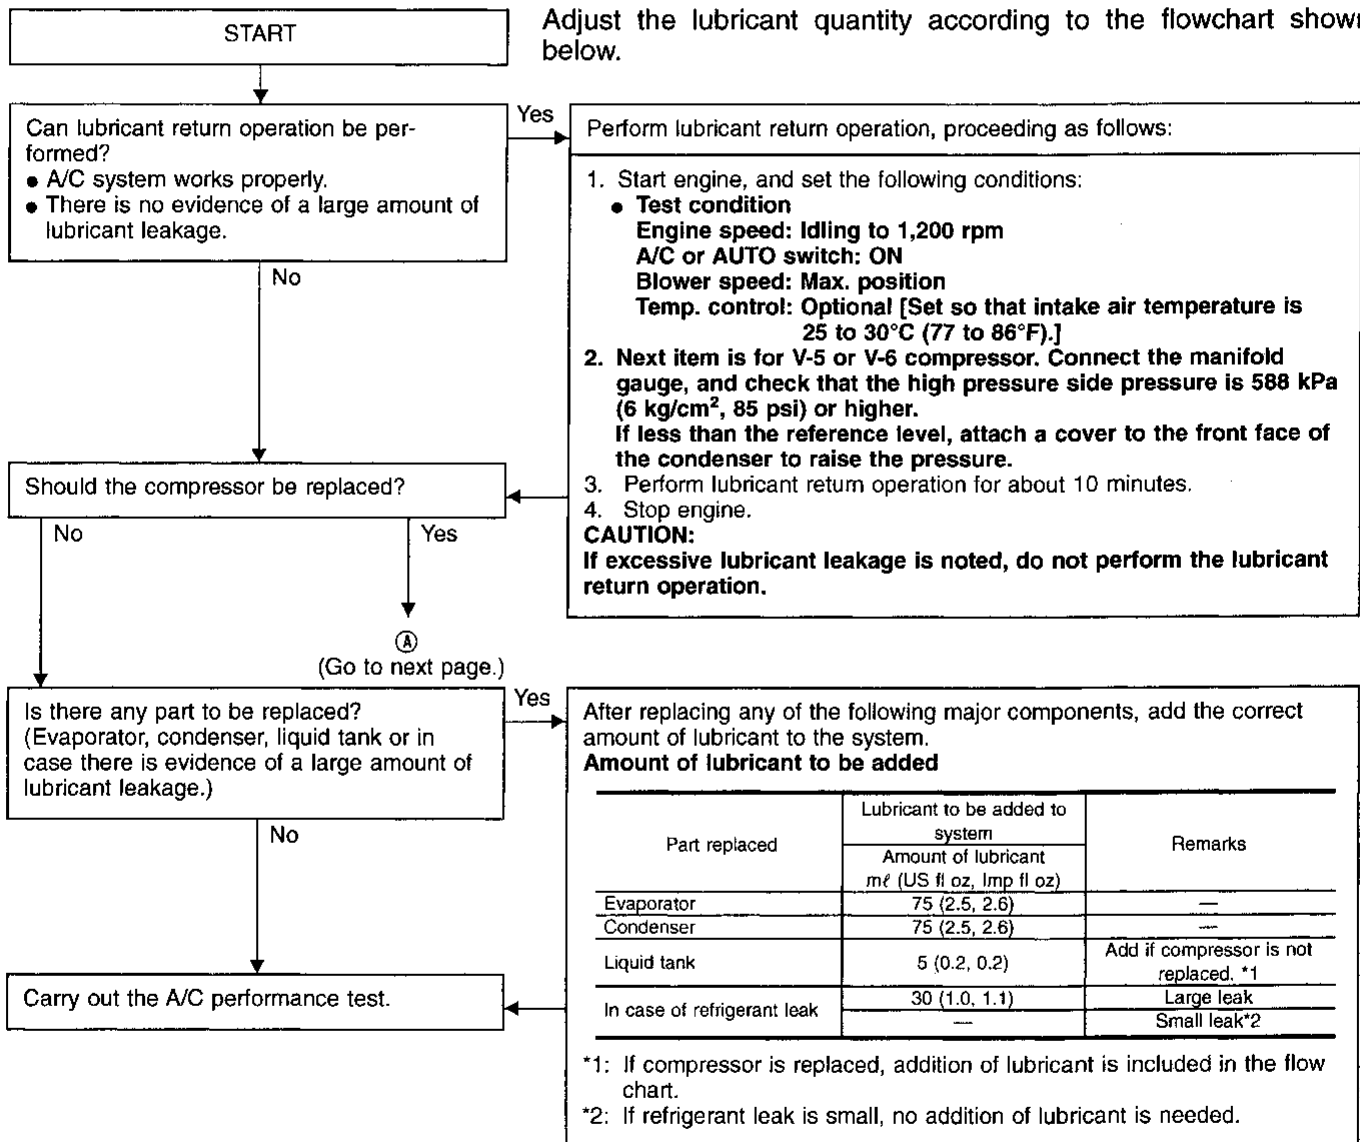 START
Adjust the lubricant quantity according to the flowchart shown
below.
Can lubricant return operation be per-
formed?
● A/C system works properly.
● There is no evidence of a large amount of
lubricant leakage.
Yes
No
Perform lubricant return operation, proceeding as follows:
1. Start engine, and set the following conditions:
● Test condition
Engine speed: Idling to 1,200 rpm
A/C or AUTO switch: ON
Blower speed: Max. position
Temp. control: Optional [Set so that intake air temperature is
25 to 30°C (77 to 86°F).]
2. Next item is for V-5 or V-6 compressor. Connect the manifold
gauge, and check that the high pressure side pressure is 588 kPa
(6 kg/cm², 85 psi) or higher.
If less than the reference level, attach a cover to the front face of
the condenser to raise the pressure.
3. Perform lubricant return operation for about 10 minutes.
4. Stop engine.
CAUTION:
If excessive lubricant leakage is noted, do not perform the lubricant
return operation.
Should the compressor be replaced?
No
Yes
Ⓐ
(Go to next page.)
Is there any part to be replaced?
(Evaporator, condenser, liquid tank or in
case there is evidence of a large amount of
lubricant leakage.)
Yes
No
After replacing any of the following major components, add the correct
amount of lubricant to the system.
Amount of lubricant to be added
Part replaced
Lubricant to be added to
system
Amount of lubricant
mℓ (US fl oz, Imp fl oz)
Remarks
Evaporator 75 (2.5, 2.6) —
Condenser 75 (2.5, 2.6) —
Liquid tank 5 (0.2, 0.2) Add if compressor is not
replaced. *1
In case of refrigerant leak
30 (1.0, 1.1) Large leak
— Small leak*2
*1: If compressor is replaced, addition of lubricant is included in the flow
chart.
*2: If refrigerant leak is small, no addition of lubricant is needed.
Carry out the A/C performance test.